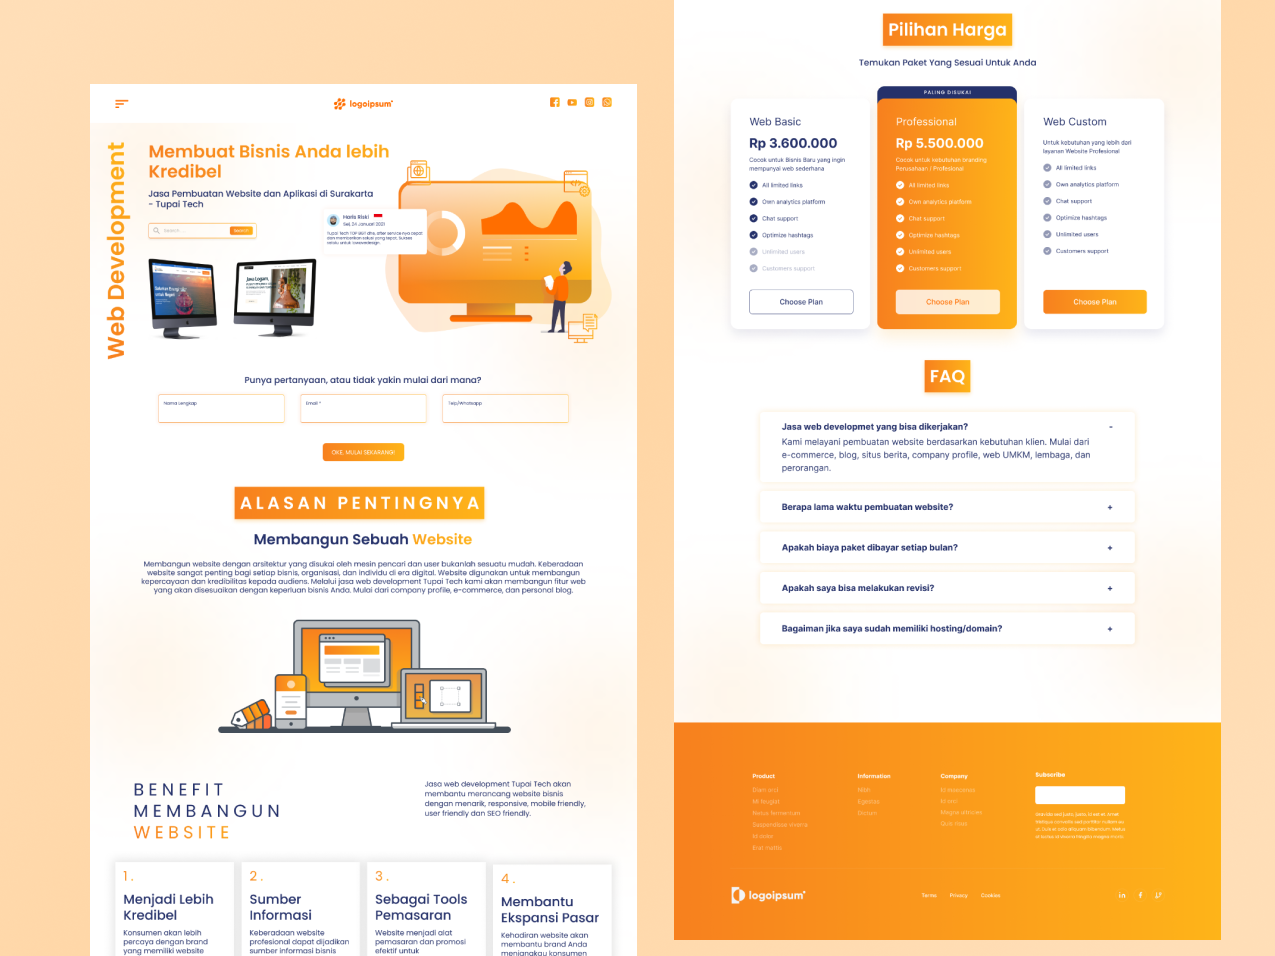 logoipsum
Web Development
Membuat Bisnis Anda lebih
Kredibel
Jasa Pembuatan Website dan Aplikasi di Surakarta
- Tupai Tech
Search
Haris Riski
Sel, 24 Januari 2021
Punya pertanyaan, atau tidak yakin mulai dari mana?
Nama Lengkap
Email *
Telp/Whatsapp
OKE, MULAI SEKARANG!
ALASAN PENTINGNYA
Membangun Sebuah Website
Membangun website dengan arsitektur yang disukai oleh mesin pencari dan user bukanlah sesuatu mudah. Keberadaan
website sangat penting bagi setiap bisnis, organisasi, dan individu di era digital. Website digunakan untuk membangun
kepercayaan dan kredibilitas kepada audiens. Melalui jasa web development Tupai Tech kami akan membangun fitur web
yang akan disesuaikan dengan keperluan bisnis Anda. Mulai dari company profile, e-commerce, dan personal blog.
BENEFIT
MEMBANGUN
WEBSITE
Jasa web development Tupai Tech akan
membantu merancang website bisnis
dengan menarik, responsive, mobile friendly,
user friendly dan SEO friendly.
1.
Menjadi Lebih
Kredibel
Konsumen akan lebih
percaya dengan brand
yang memiliki website
2.
Sumber
Informasi
Keberadaan website
profesional dapat dijadikan
sumber informasi bisnis
3.
Sebagai Tools
Pemasaran
Website menjadi alat
pemasaran dan promosi
efektif untuk
4.
Membantu
Ekspansi Pasar
Kehadiran website akan
membantu brand Anda
menjangkau konsumen
Pilihan Harga
Temukan Paket Yang Sesuai Untuk Anda
Web Basic
Rp 3.600.000
Cocok untuk Bisnis Baru yang ingin
mempunyai web sederhana
All limited links
Own analytics platform
Chat support
Optimize hashtags
Unlimited users
Customers support
Choose Plan
PALING DISUKAI
Professional
Rp 5.500.000
Cocok untuk kebutuhan branding
Perusahaan / Profesional
All limited links
Own analytics platform
Chat support
Optimize hashtags
Unlimited users
Customers support
Choose Plan
Web Custom
Untuk kebutuhan yang lebih dari
layanan Website Profesional
All limited links
Own analytics platform
Chat support
Optimize hashtags
Unlimited users
Customers support
Choose Plan
FAQ
Jasa web developmet yang bisa dikerjakan? -
Kami melayani pembuatan website berdasarkan kebutuhan klien. Mulai dari
e-commerce, blog, situs berita, company profile, web UMKM, lembaga, dan
perorangan.
Berapa lama waktu pembuatan website? +
Apakah biaya paket dibayar setiap bulan? +
Apakah saya bisa melakukan revisi? +
Bagaiman jika saya sudah memiliki hosting/domain? +
Product
Information
Nibh
Egestas
Dictum
Company
Subscribe
logoipsum
Terms
Privacy
Cookies